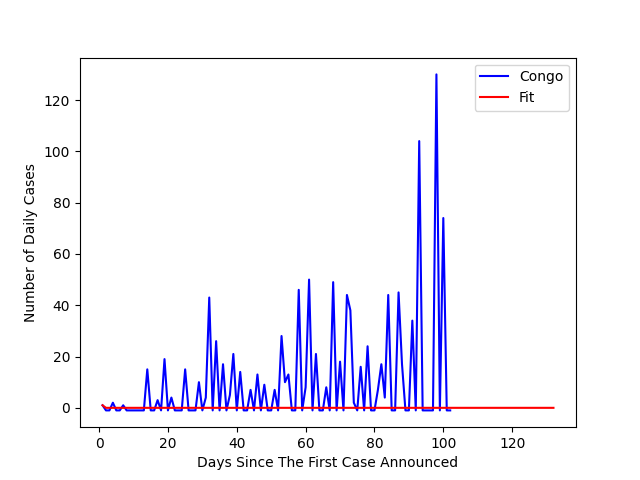 Congo
Fit
120
100
80
60
40
20
0
Number of Daily Cases
0 20 40 60 80 100 120
Days Since The First Case Announced